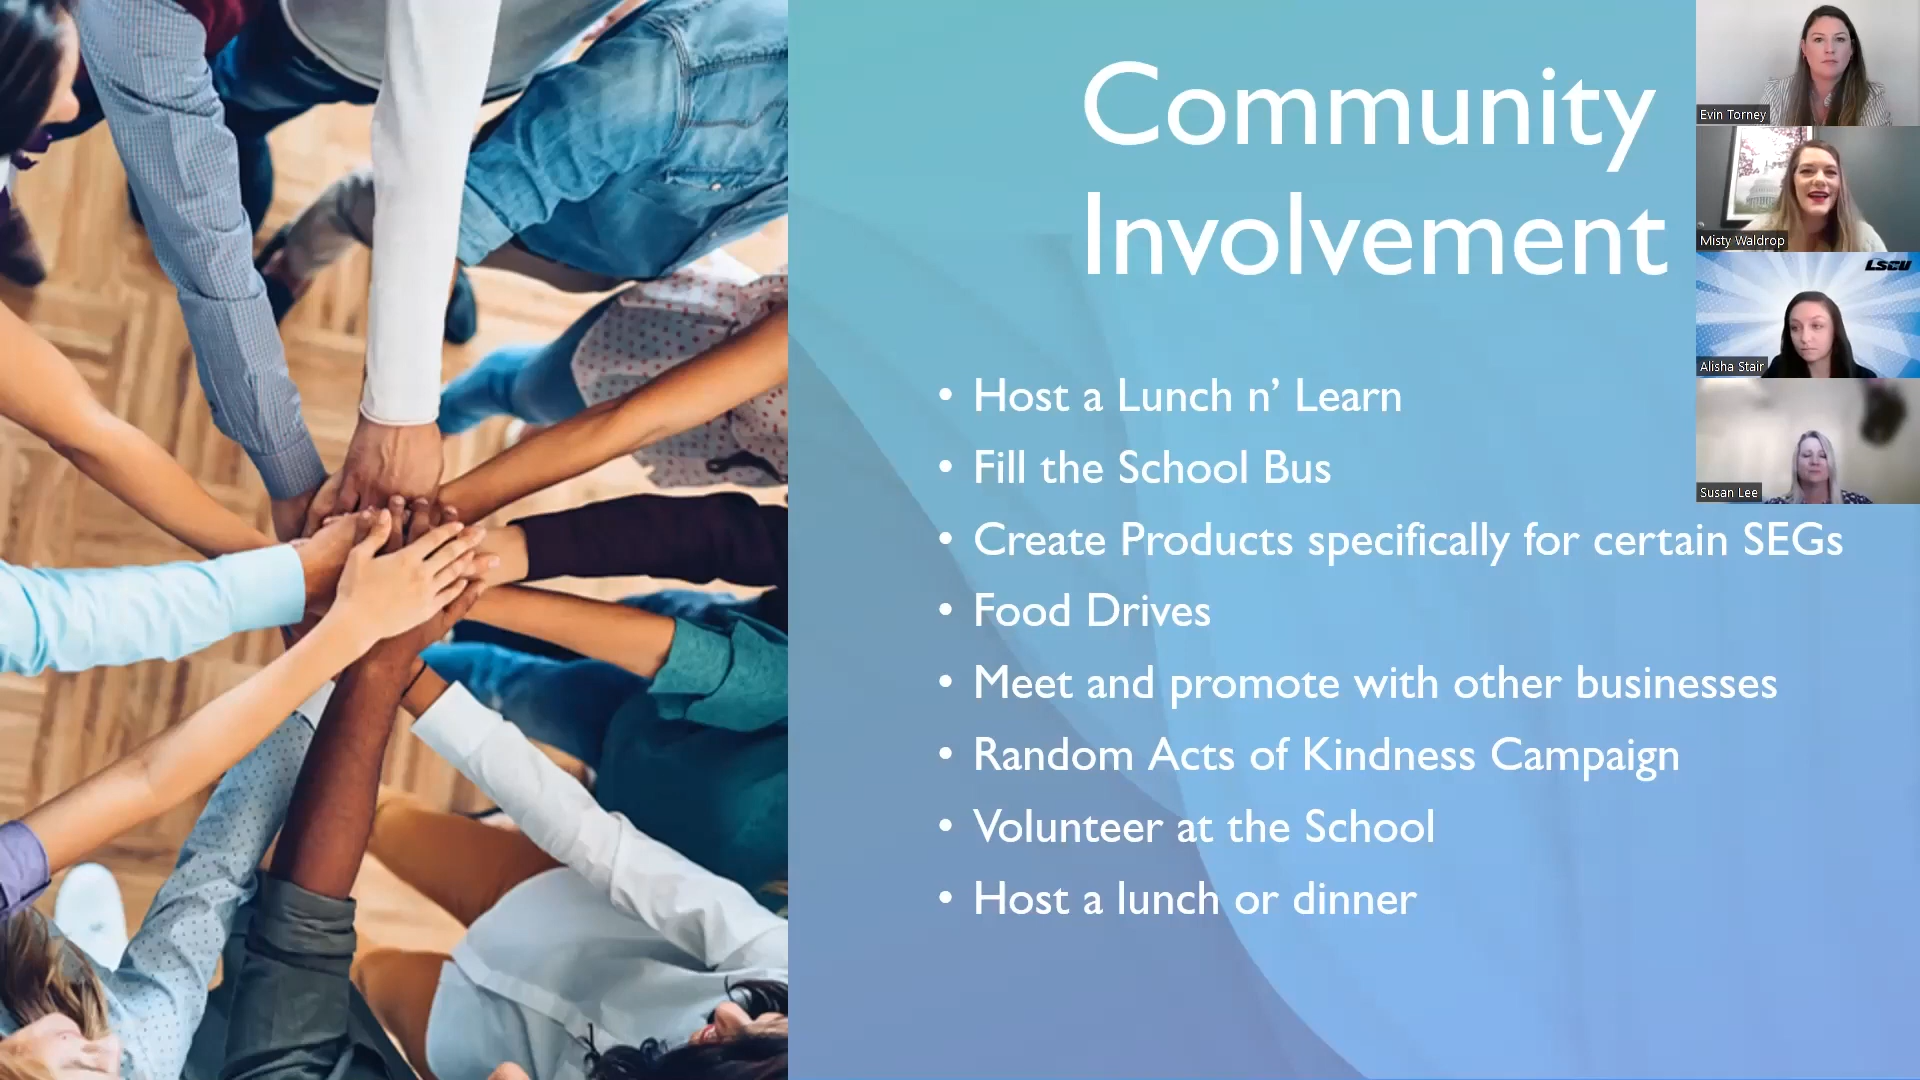 Community
Involvement
• Host a Lunch n’ Learn
• Fill the School Bus
• Create Products specifically for certain SEGs
• Food Drives
• Meet and promote with other businesses
• Random Acts of Kindness Campaign
• Volunteer at the School
• Host a lunch or dinner
Evin Torney
Misty Waldrop
LSCU
Alisha Stair
Susan Lee